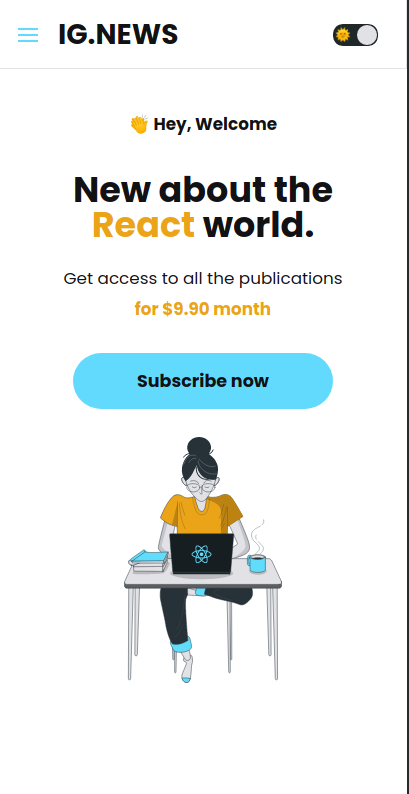 IG.NEWS
👏 Hey, Welcome
New about the
React world.
Get access to all the publications
for $9.90 month
Subscribe now